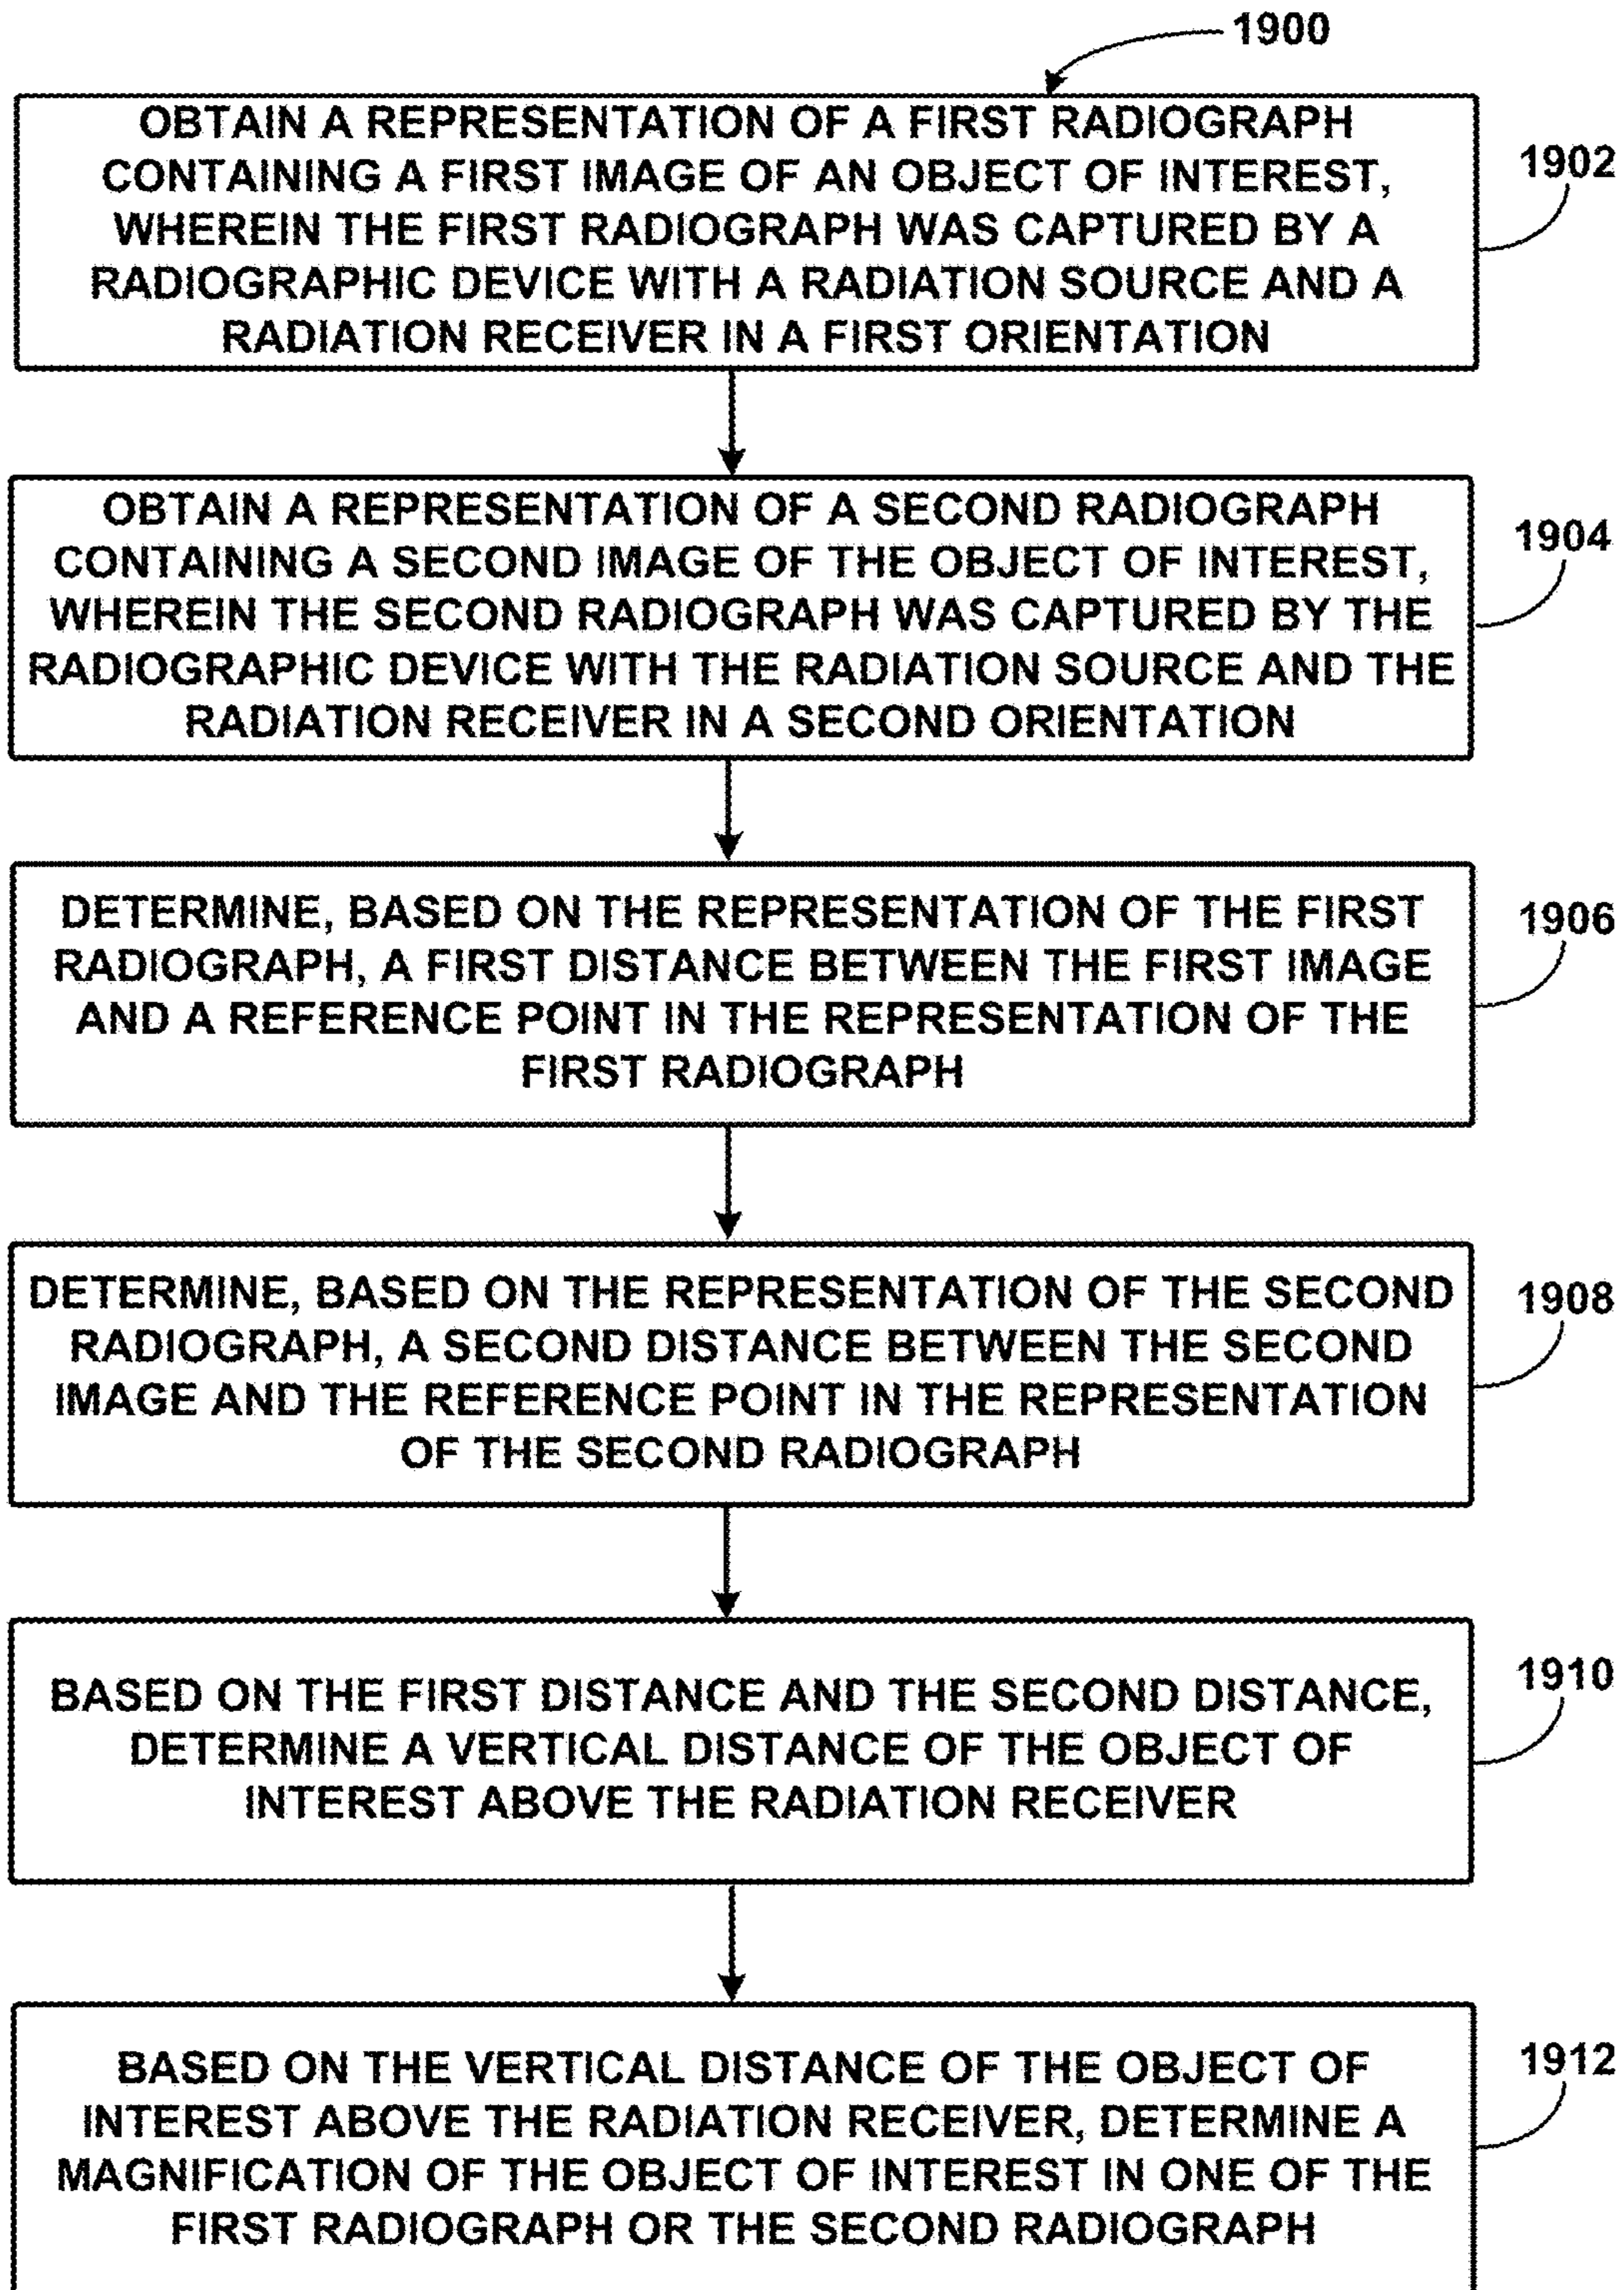 1900
OBTAIN A REPRESENTATION OF A FIRST RADIOGRAPH
CONTAINING A FIRST IMAGE OF AN OBJECT OF INTEREST,
WHEREIN THE FIRST RADIOGRAPH WAS CAPTURED BY A
RADIOGRAPHIC DEVICE WITH A RADIATION SOURCE AND A
RADIATION RECEIVER IN A FIRST ORIENTATION
1902
OBTAIN A REPRESENTATION OF A SECOND RADIOGRAPH
CONTAINING A SECOND IMAGE OF THE OBJECT OF INTEREST,
WHEREIN THE SECOND RADIOGRAPH WAS CAPTURED BY THE
RADIOGRAPHIC DEVICE WITH THE RADIATION SOURCE AND THE
RADIATION RECEIVER IN A SECOND ORIENTATION
1904
DETERMINE, BASED ON THE REPRESENTATION OF THE FIRST
RADIOGRAPH, A FIRST DISTANCE BETWEEN THE FIRST IMAGE
AND A REFERENCE POINT IN THE REPRESENTATION OF THE
FIRST RADIOGRAPH
1906
DETERMINE, BASED ON THE REPRESENTATION OF THE SECOND
RADIOGRAPH, A SECOND DISTANCE BETWEEN THE SECOND
IMAGE AND THE REFERENCE POINT IN THE REPRESENTATION
OF THE SECOND RADIOGRAPH
1908
BASED ON THE FIRST DISTANCE AND THE SECOND DISTANCE,
DETERMINE A VERTICAL DISTANCE OF THE OBJECT OF
INTEREST ABOVE THE RADIATION RECEIVER
1910
BASED ON THE VERTICAL DISTANCE OF THE OBJECT OF
INTEREST ABOVE THE RADIATION RECEIVER, DETERMINE A
MAGNIFICATION OF THE OBJECT OF INTEREST IN ONE OF THE
FIRST RADIOGRAPH OR THE SECOND RADIOGRAPH
1912